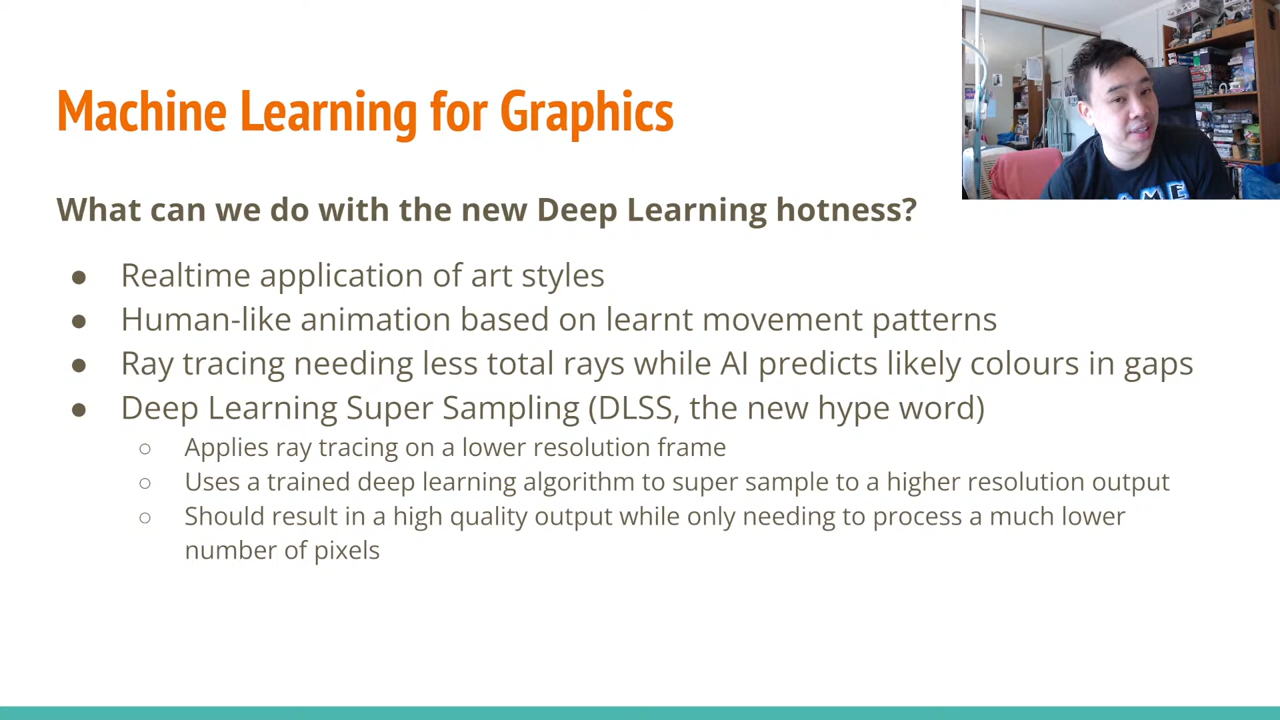 Machine Learning for Graphics
What can we do with the new Deep Learning hotness?
● Realtime application of art styles
● Human-like animation based on learnt movement patterns
● Ray tracing needing less total rays while AI predicts likely colours in gaps
● Deep Learning Super Sampling (DLSS, the new hype word)
○ Applies ray tracing on a lower resolution frame
○ Uses a trained deep learning algorithm to super sample to a higher resolution output
○ Should result in a high quality output while only needing to process a much lower
number of pixels